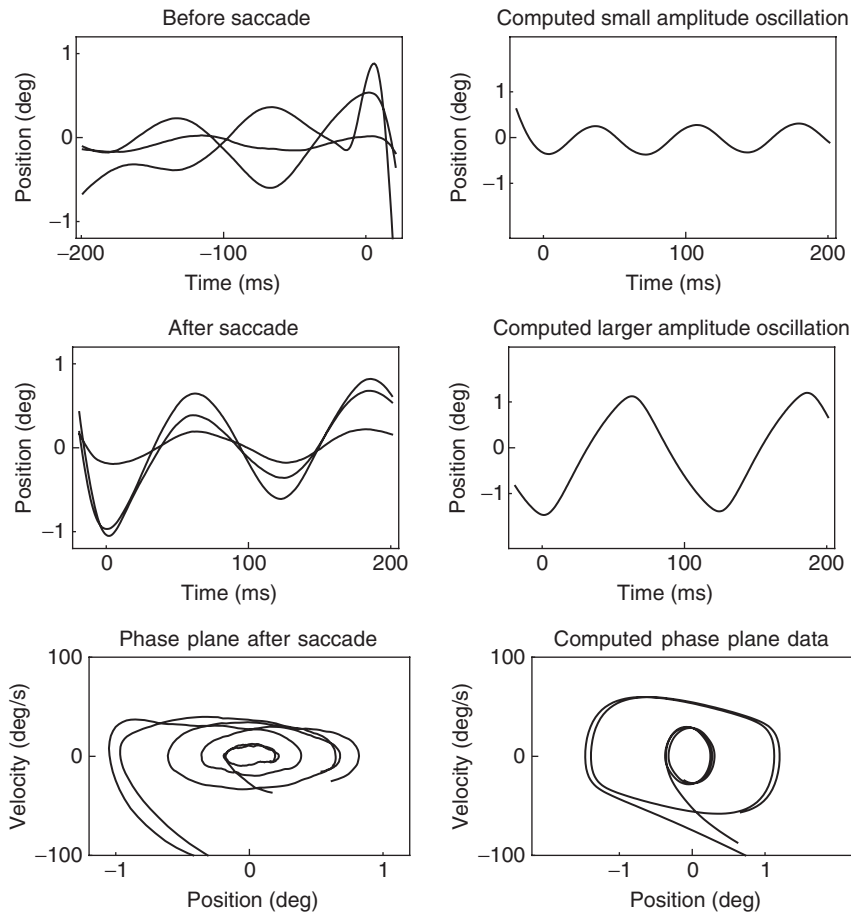 Before saccade
Position (deg)
1
0
−1
−200
−100
0
Time (ms)
Computed small amplitude oscillation
Position (deg)
1
0
−1
0
100
200
Time (ms)
After saccade
Position (deg)
1
0
−1
0
100
200
Time (ms)
Computed larger amplitude oscillation
Position (deg)
1
0
−1
0
100
200
Time (ms)
Phase plane after saccade
Velocity (deg/s)
100
0
−100
−1
0
1
Position (deg)
Computed phase plane data
Velocity (deg/s)
100
0
−100
−1
0
1
Position (deg)